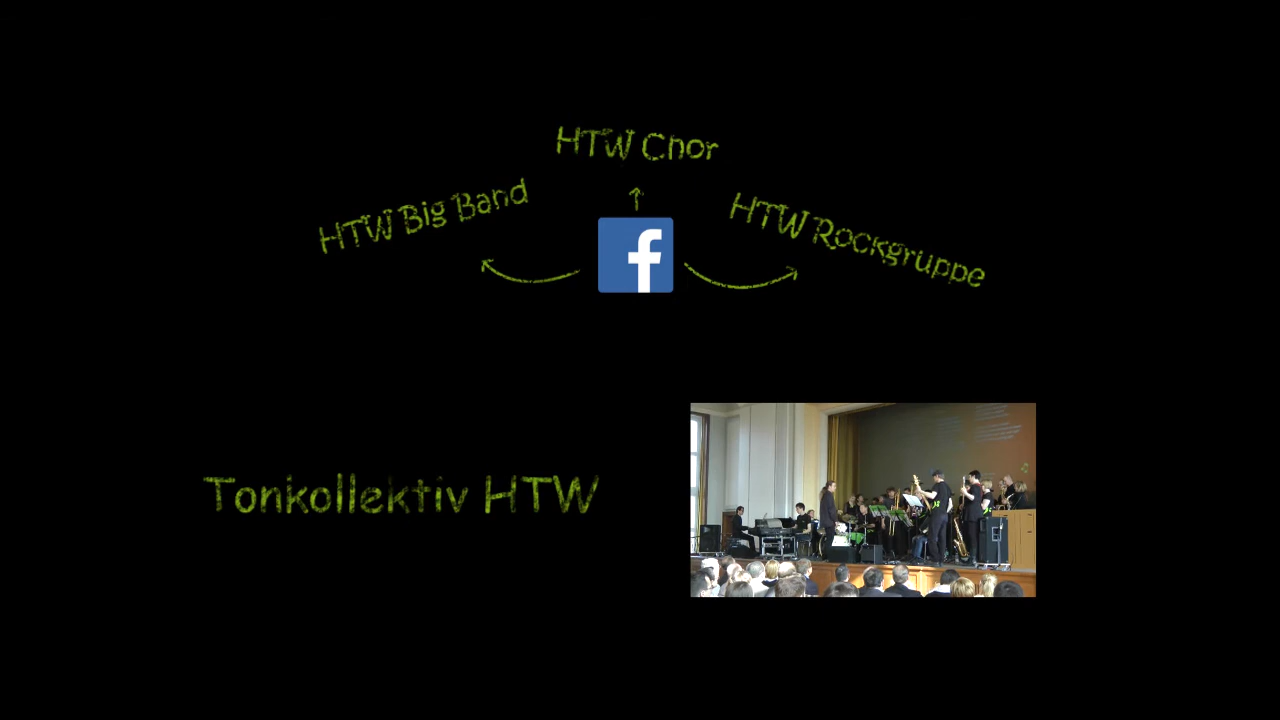 HTW Chor
HTW Big Band
HTW Rockgruppe
f
Tonkollektiv HTW